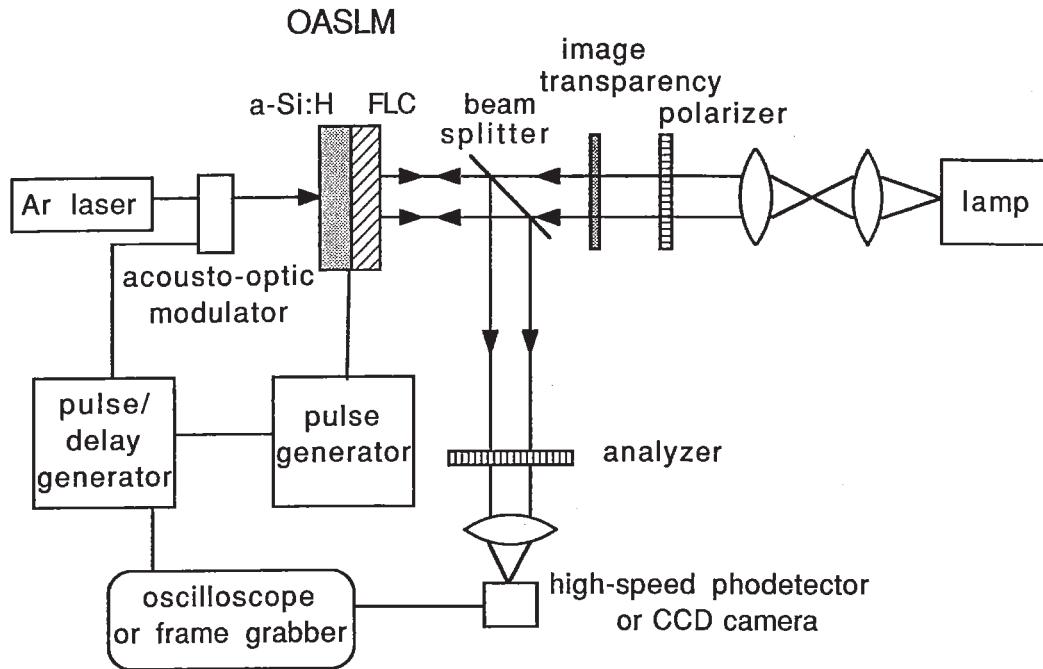 OASLM
image
transparency
a-Si:H
FLC
beam
splitter
polarizer
Ar laser
lamp
acousto-optic
modulator
pulse/
delay
generator
pulse
generator
analyzer
oscilloscope
or frame grabber
high-speed phodetector
or CCD camera